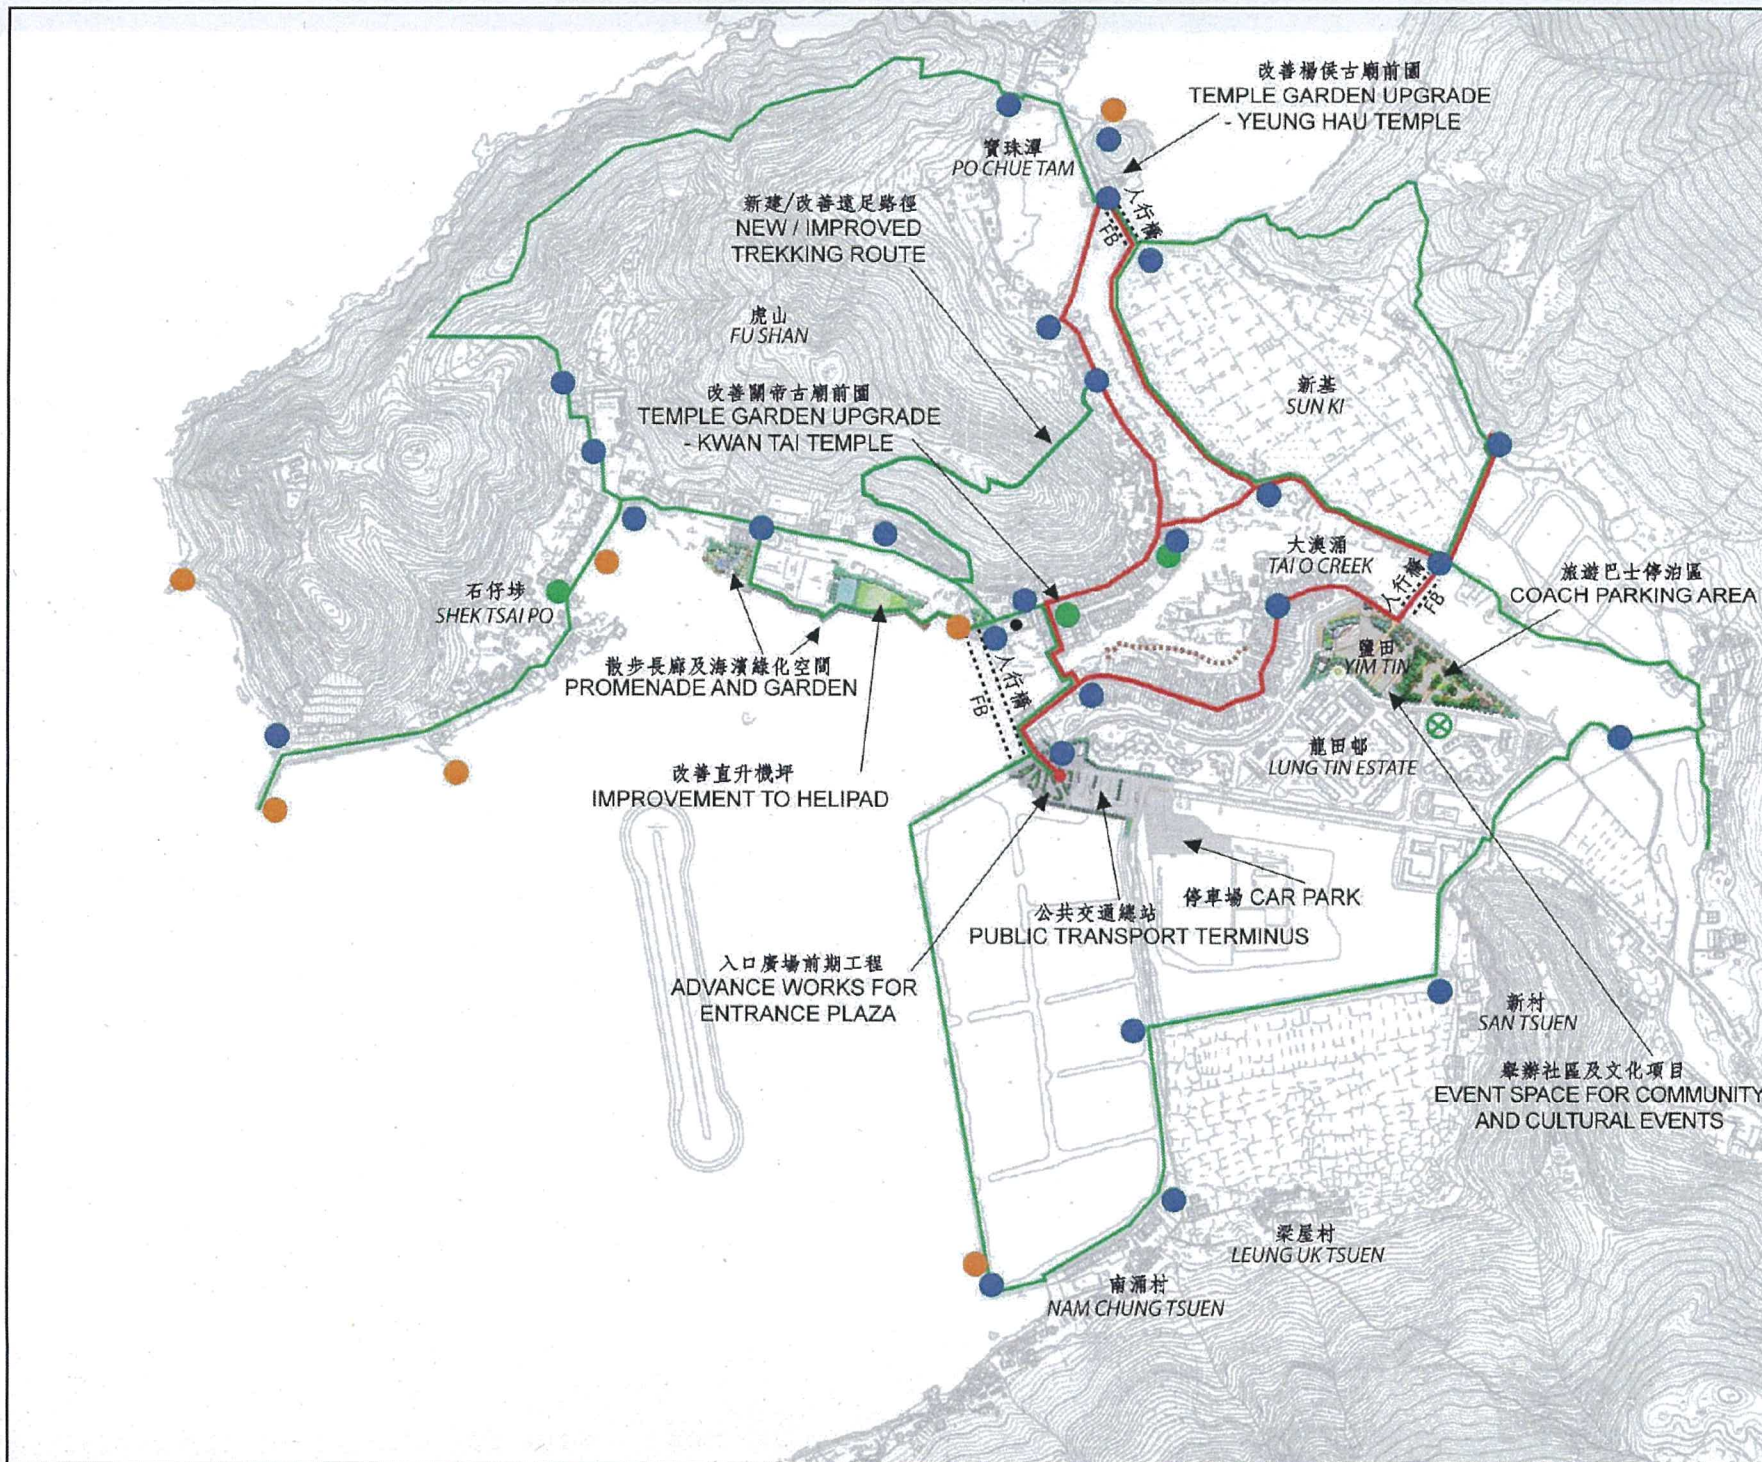 改善楊侯古廟前園
TEMPLE GARDEN UPGRADE
- YEUNG HAU TEMPLE
寶珠潭
PO CHUE TAM
人行橋
FB
新建/改善遠足路徑
NEW / IMPROVED
TREKKING ROUTE
虎山
FU SHAN
改善關帝古廟前園
TEMPLE GARDEN UPGRADE
- KWAN TAI TEMPLE
新基
SUN KI
大澳涌
TAI O CREEK
人行橋
FB
旅遊巴士停泊區
COACH PARKING AREA
石仔埗
SHEK TSAI PO
鹽田
YIM TIN
散步長廊及海濱綠化空間
PROMENADE AND GARDEN
人行橋
FB
龍田邨
LUNG TIN ESTATE
改善直升機坪
IMPROVEMENT TO HELIPAD
停車場 CAR PARK
公共交通總站
PUBLIC TRANSPORT TERMINUS
入口廣場前期工程
ADVANCE WORKS FOR
ENTRANCE PLAZA
新村
SAN TSUEN
舉辦社區及文化項目
EVENT SPACE FOR COMMUNITY
AND CULTURAL EVENTS
梁屋村
LEUNG UK TSUEN
南涌村
NAM CHUNG TSUEN